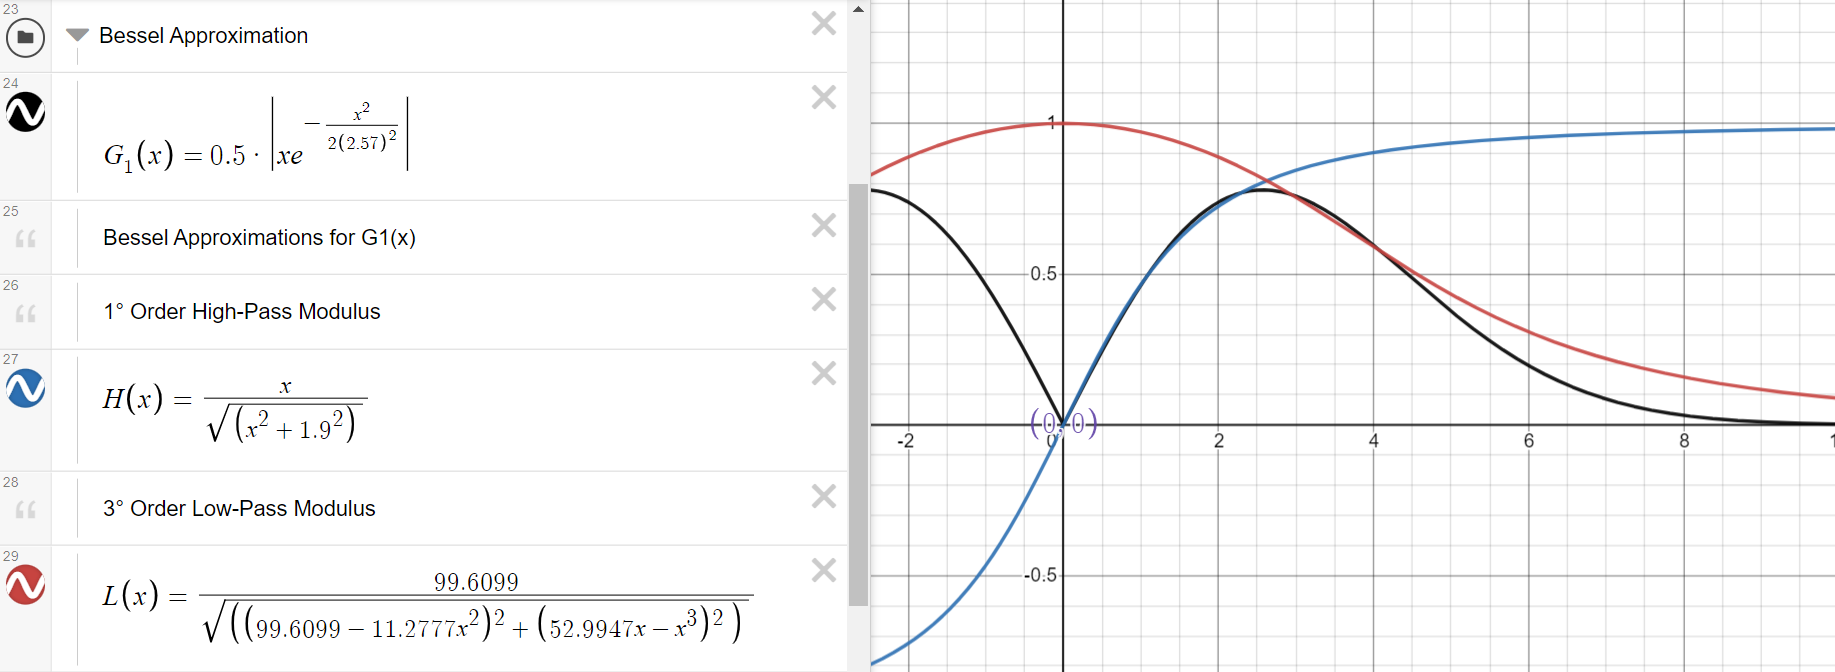 23
Bessel Approximation
24
G₁(x) = 0.5 · |xe^(-x²/(2(2.57)²))|
25
Bessel Approximations for G1(x)
26
1° Order High-Pass Modulus
27
H(x) = x/√(x² + 1.9²)
28
3° Order Low-Pass Modulus
29
L(x) = 99.6099/√((99.6099 − 11.2777x²)² + (52.9947x − x³)²)
1
0.5
(0, 0)
-2
0
2
4
6
8
1
-0.5